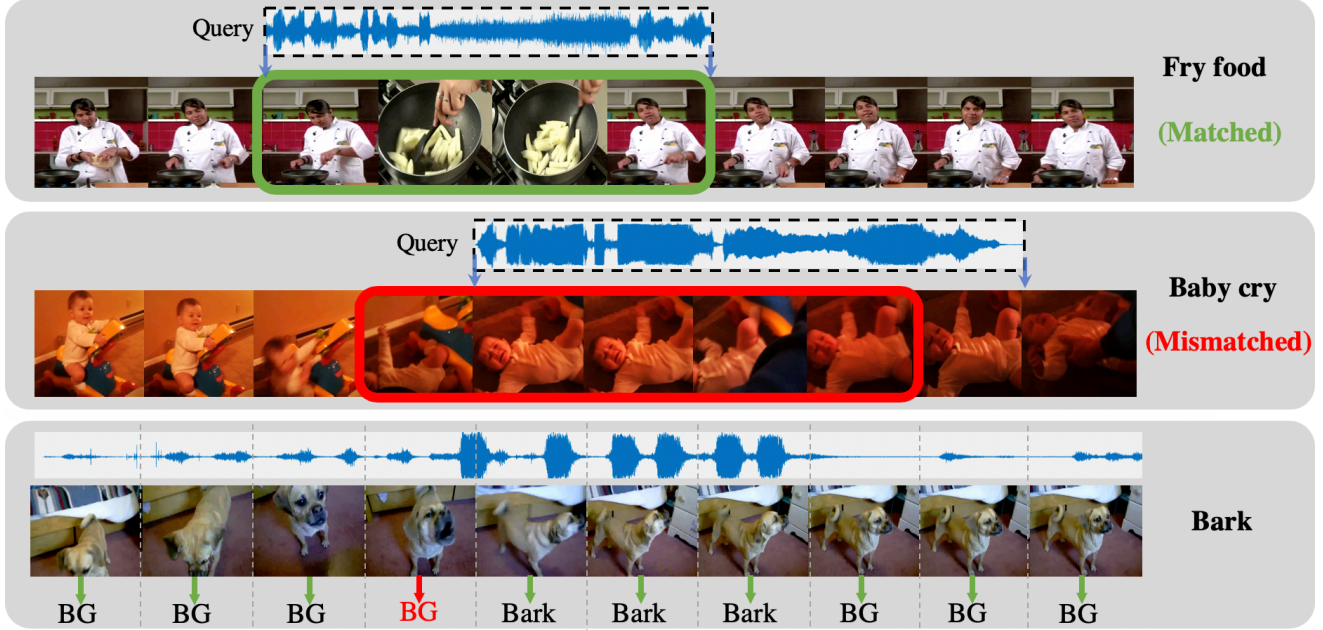 Query
Fry food
(Matched)
Query
Baby cry
(Mismatched)
Bark
BG BG BG BG Bark Bark Bark BG BG BG